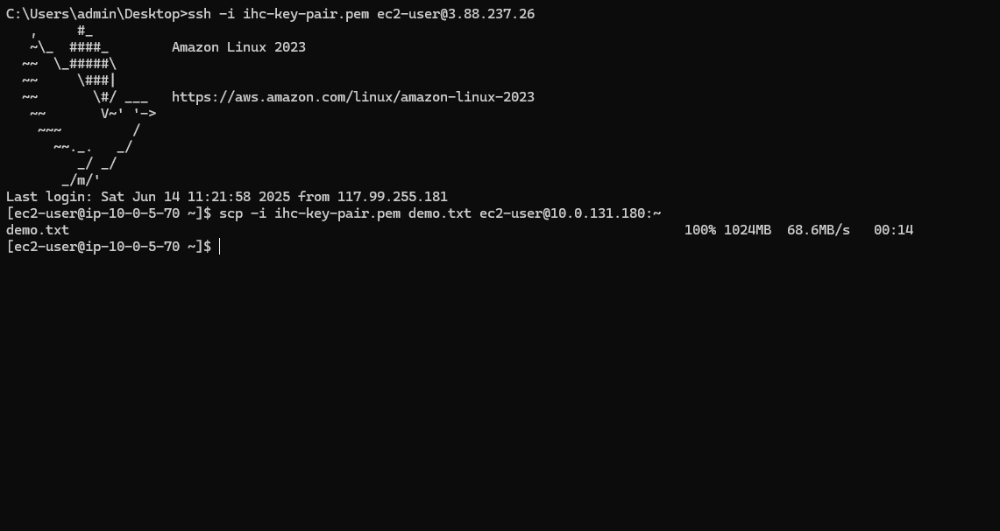 C:\Users\admin\Desktop>ssh -i ihc-key-pair.pem ec2-user@3.88.237.26
   ,     #_
   ~\_  ####_        Amazon Linux 2023
  ~~  \_#####\
  ~~     \###|
  ~~       \#/ ___   https://aws.amazon.com/linux/amazon-linux-2023
   ~~       V~' '->
    ~~~         /
      ~~._.   _/
         _/ _/
       _/m/'
Last login: Sat Jun 14 11:21:58 2025 from 117.99.255.181
[ec2-user@ip-10-0-5-70 ~]$ scp -i ihc-key-pair.pem demo.txt ec2-user@10.0.131.180:~
demo.txt                                                                              100% 1024MB  68.6MB/s   00:14
[ec2-user@ip-10-0-5-70 ~]$